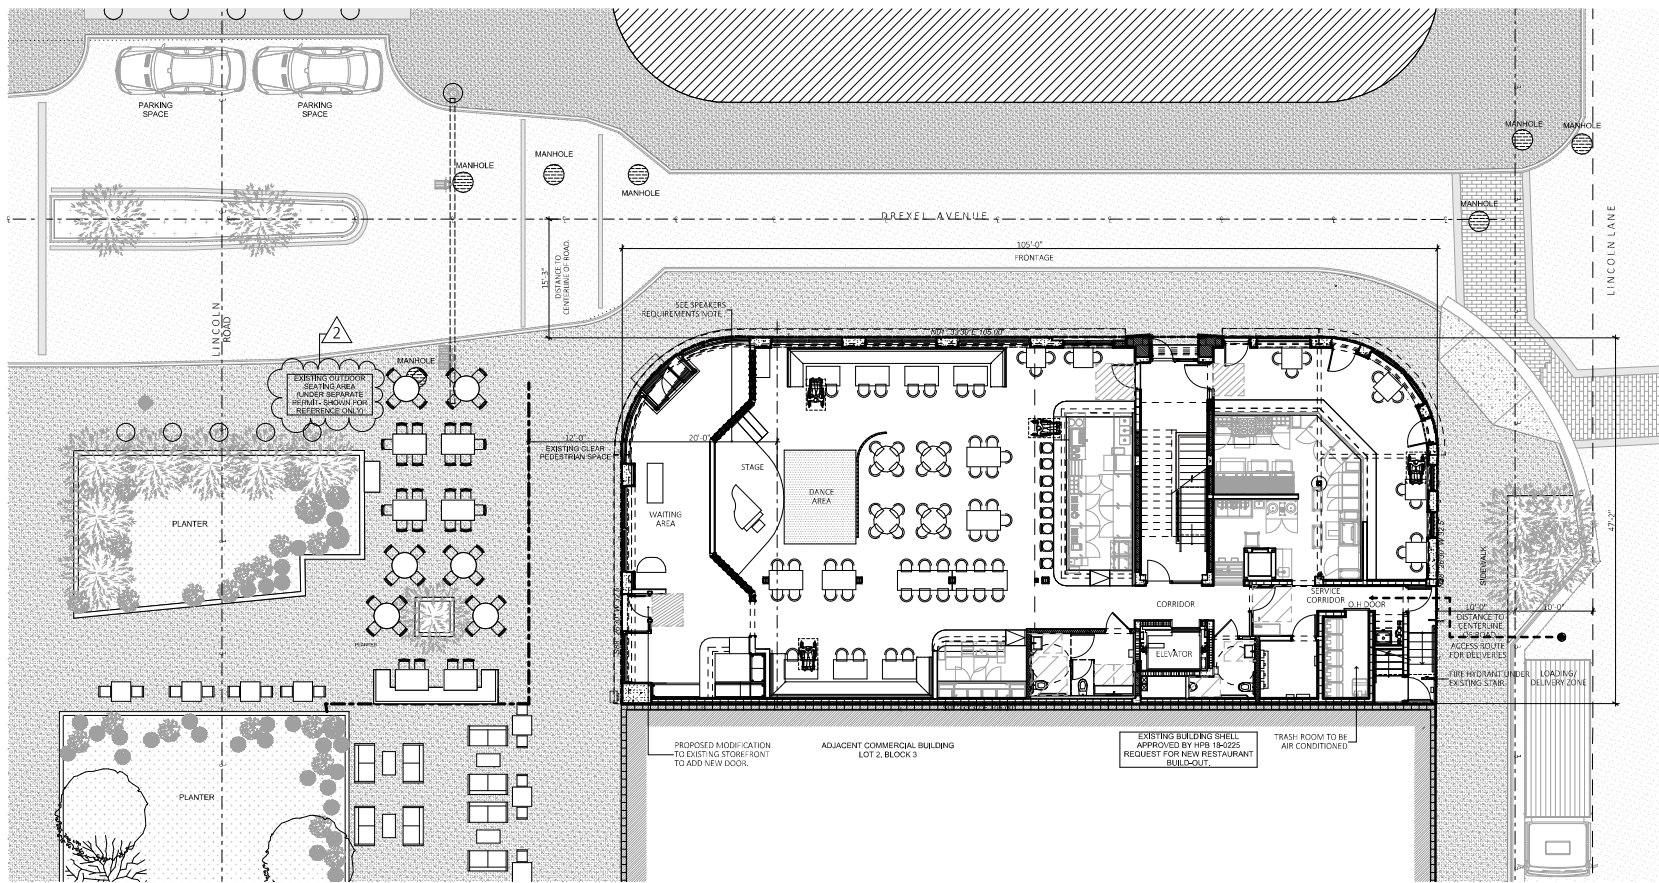 PARKING
SPACE
PARKING
SPACE
MANHOLE
MANHOLE
MANHOLE
MANHOLE
MANHOLE
MANHOLE
MANHOLE
DREXEL AVENUE
LINCOLN LANE
105'-0"
FRONTAGE
15'-3"
DISTANCE TO
CENTERLINE OF ROAD.
LINCOLN
ROAD
SEE SPEAKERS
REQUIREMENTS NOTE
2
MANHOLE
EXISTING OUTDOOR
SEATING AREA
(UNDER SEPARATE
PERMIT- SHOWN FOR
REFERENCE ONLY)
12'-0"
20'-0"
EXISTING CLEAR
PEDESTRIAN SPACE
STAGE
DANCE
AREA
WAITING
AREA
PLANTER
47'-2"
SIDEWALK
CORRIDOR
SERVICE
CORRIDOR
O.H DOOR
10'-0"
10'-0"
DISTANCE TO
CENTERLINE
OF ROAD
ACCESS ROUTE
FOR DELIVERIES
ELEVATOR
PLANTER
FIRE HYDRANT UNDER
EXISTING STAIR.
LOADING/
DELIVERY ZONE
PROPOSED MODIFICATION
TO EXISTING STOREFRONT
TO ADD NEW DOOR.
ADJACENT COMMERCIAL BUILDING
LOT 2, BLOCK 3
EXISTING BUILDING SHELL
APPROVED BY HPB 18-0225
REQUEST FOR NEW RESTAURANT
BUILD-OUT.
TRASH ROOM TO BE
AIR CONDITIONED
PLANTER